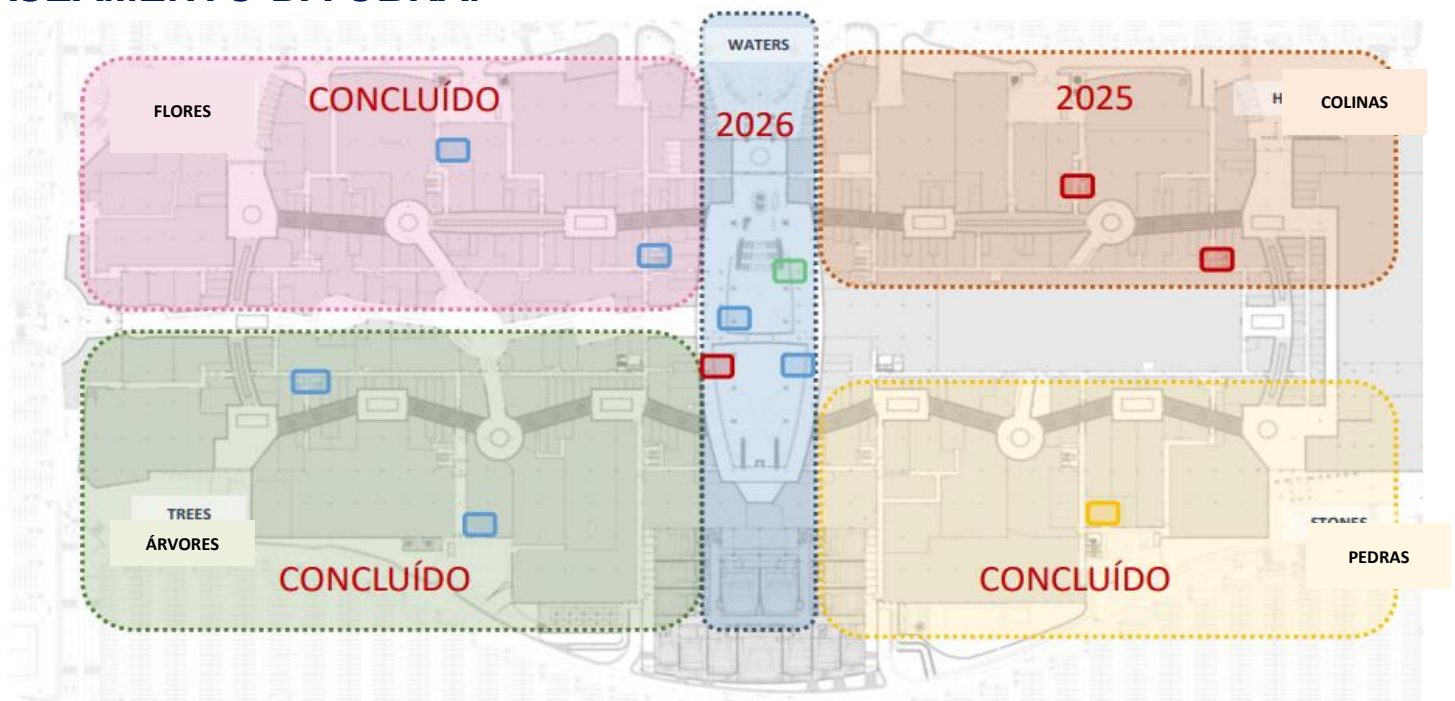 WATERS
FLORES
CONCLUÍDO
2026
2025
H
COLINAS
TREES
ÁRVORES
CONCLUÍDO
STONES
PEDRAS
CONCLUÍDO